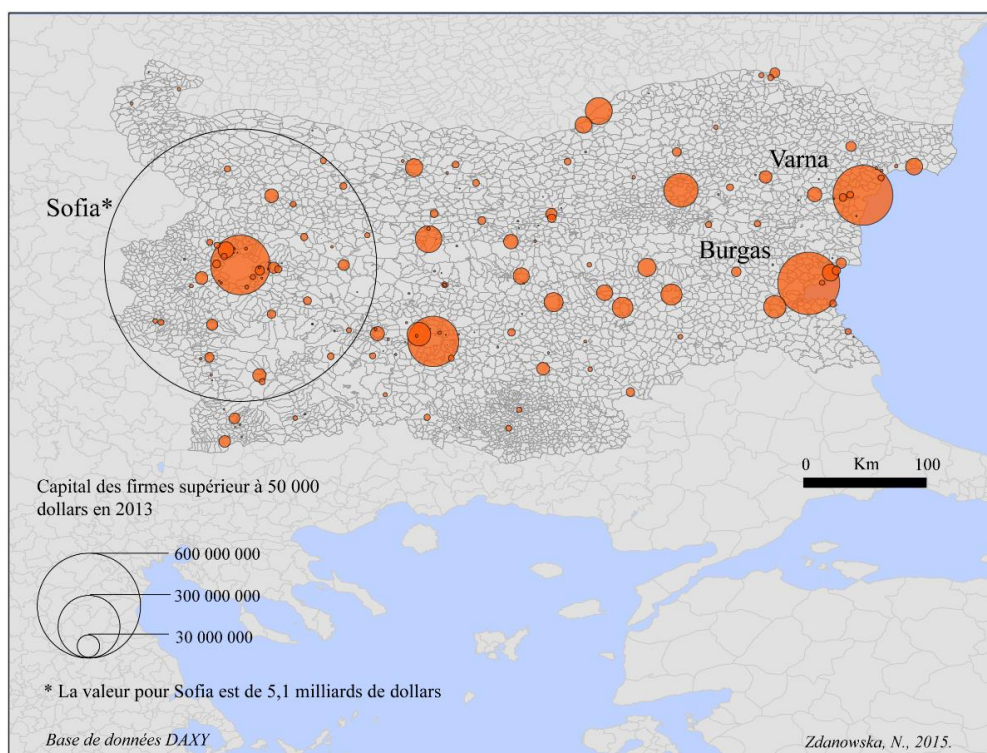 Varna
Sofia*
Burgas
0 Km 100
Capital des firmes supérieur à 50 000
dollars en 2013
600 000 000
300 000 000
30 000 000
* La valeur pour Sofia est de 5,1 milliards de dollars
Base de données DAXY
Zdanowska, N., 2015.